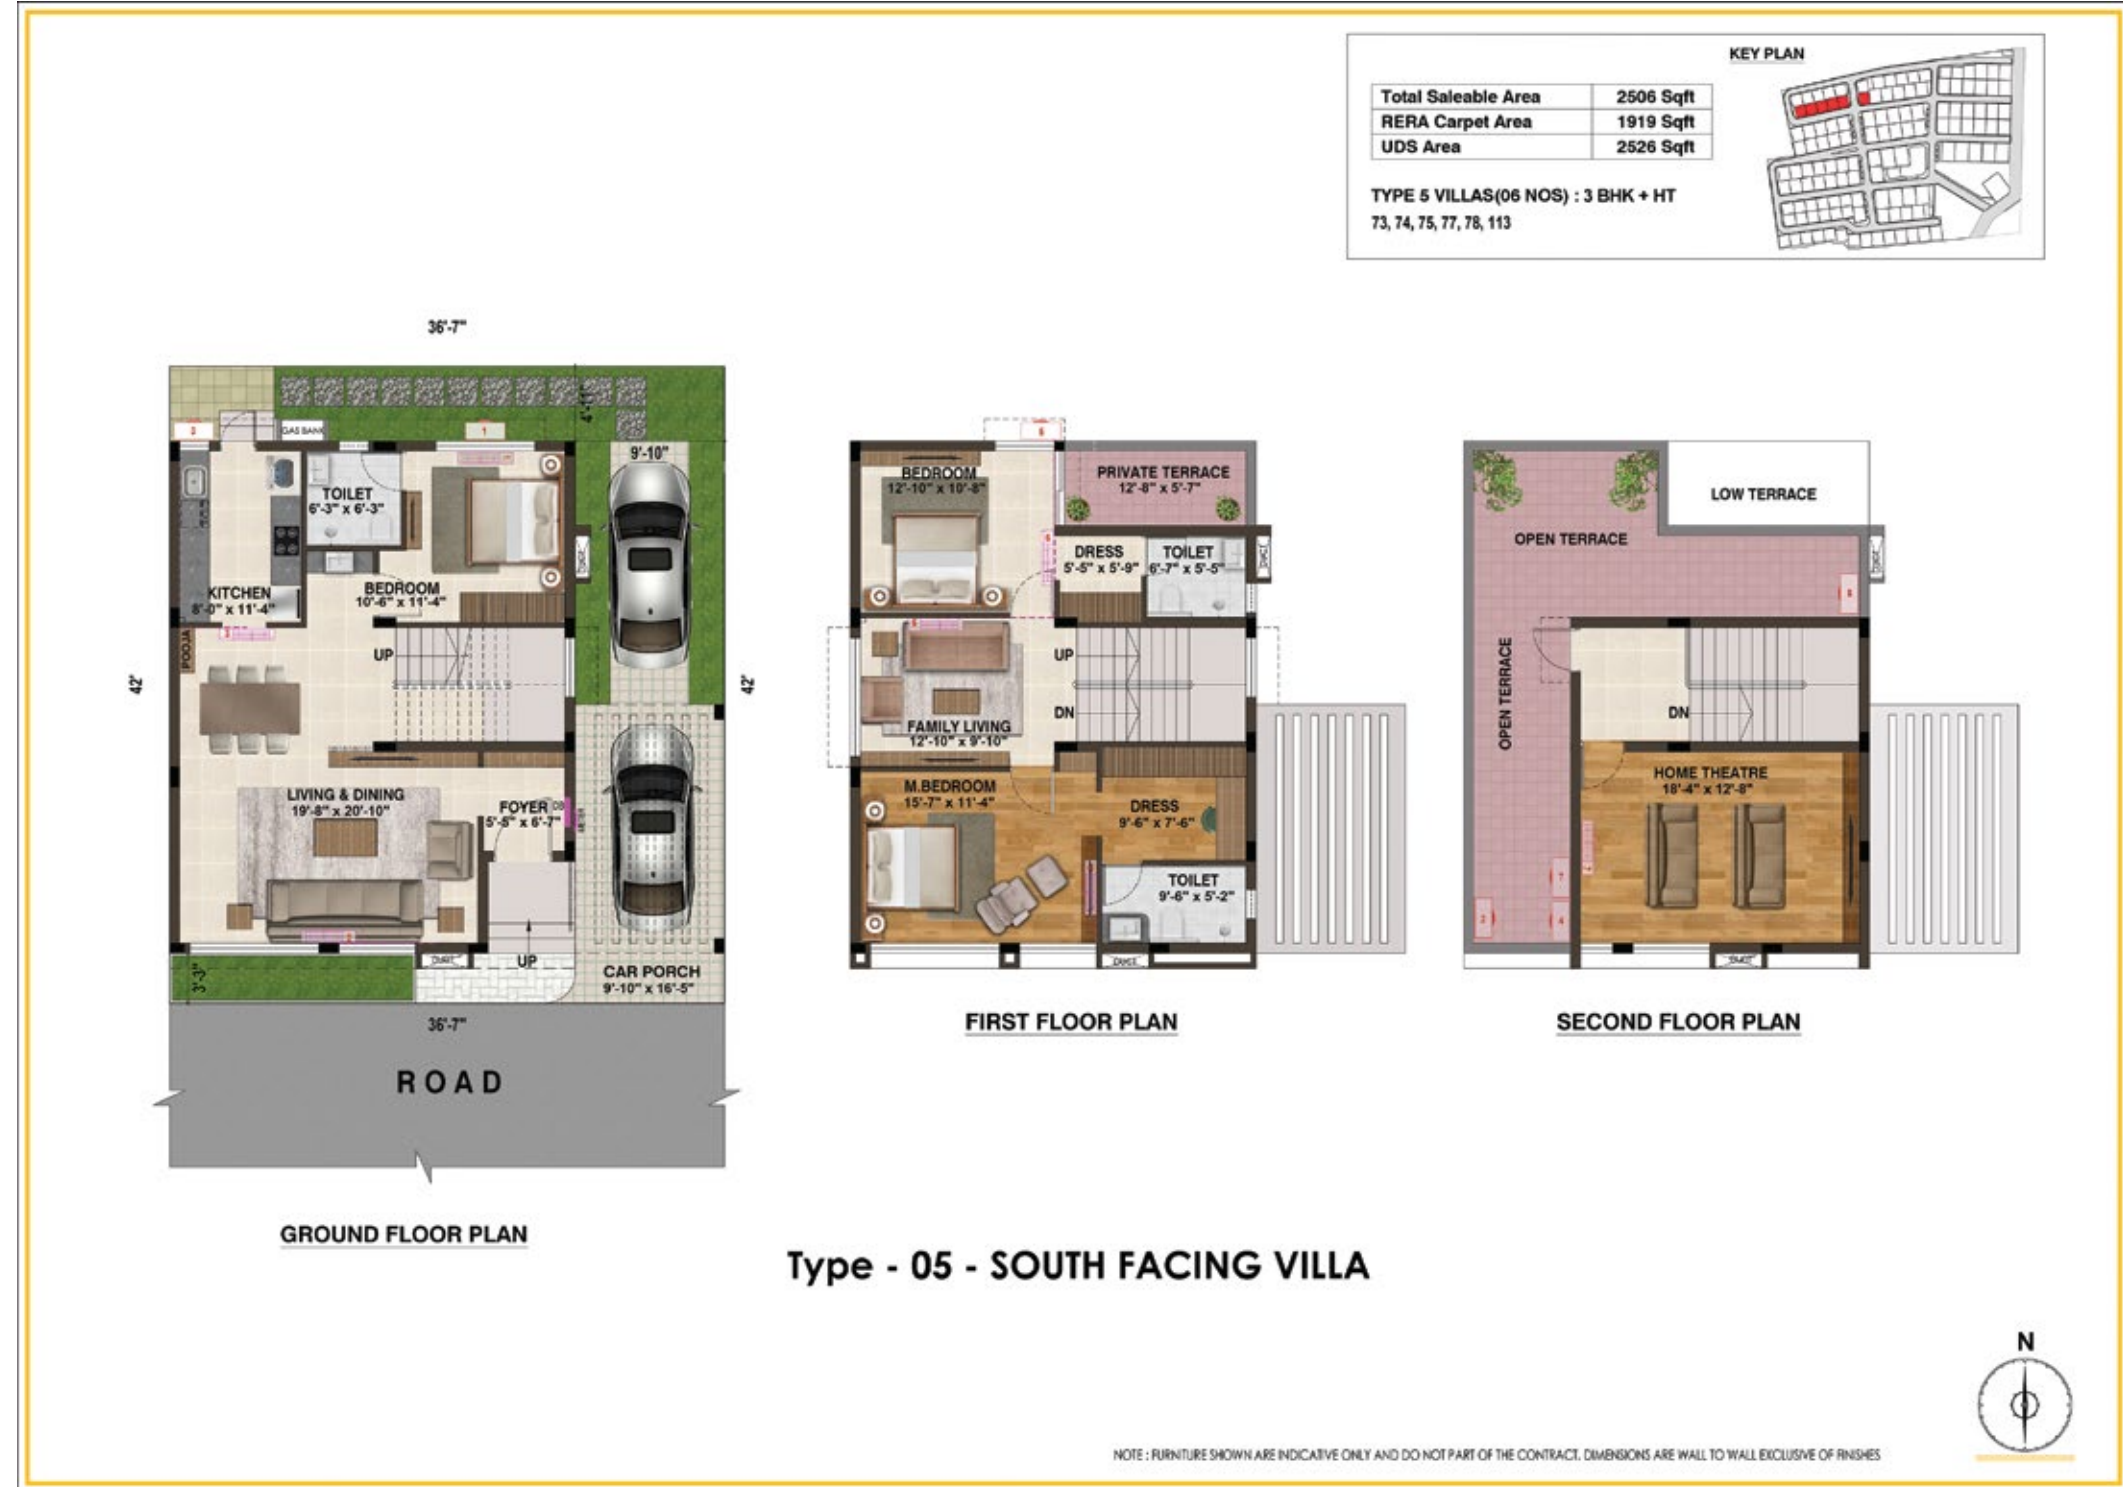 KEY PLAN
Total Saleable Area 2506 Sqft
RERA Carpet Area 1919 Sqft
UDS Area 2526 Sqft
TYPE 5 VILLAS(06 NOS) : 3 BHK + HT
73, 74, 75, 77, 78, 113
36'-7"
42'
42'
4'-11"
3
GAS BANK
1
9'-10"
TOILET
6'-3" x 6'-3"
KITCHEN
8'-0" x 11'-4"
BEDROOM
10'-6" x 11'-4"
POOJA
UP
LIVING & DINING
19'-8" x 20'-10"
FOYER
5'-5" x 6'-7"
DB
UP
DUCT
DUCT
3'-3"
CAR PORCH
9'-10" x 16'-5"
36'-7"
ROAD
GROUND FLOOR PLAN
BEDROOM
12'-10" x 10'-8"
PRIVATE TERRACE
12'-8" x 5'-7"
DRESS
5'-5" x 5'-9"
TOILET
6'-7" x 5'-5"
DUCT
UP
DN
FAMILY LIVING
12'-10" x 9'-10"
M.BEDROOM
15'-7" x 11'-4"
DRESS
9'-6" x 7'-6"
TOILET
9'-6" x 5'-2"
DUCT
FIRST FLOOR PLAN
LOW TERRACE
OPEN TERRACE
DUCT
OPEN TERRACE
DN
HOME THEATRE
18'-4" x 12'-8"
2
7
4
DUCT
SECOND FLOOR PLAN
Type - 05 - SOUTH FACING VILLA
N
NOTE : FURNITURE SHOWN ARE INDICATIVE ONLY AND DO NOT PART OF THE CONTRACT. DIMENSIONS ARE WALL TO WALL EXCLUSIVE OF FINISHES